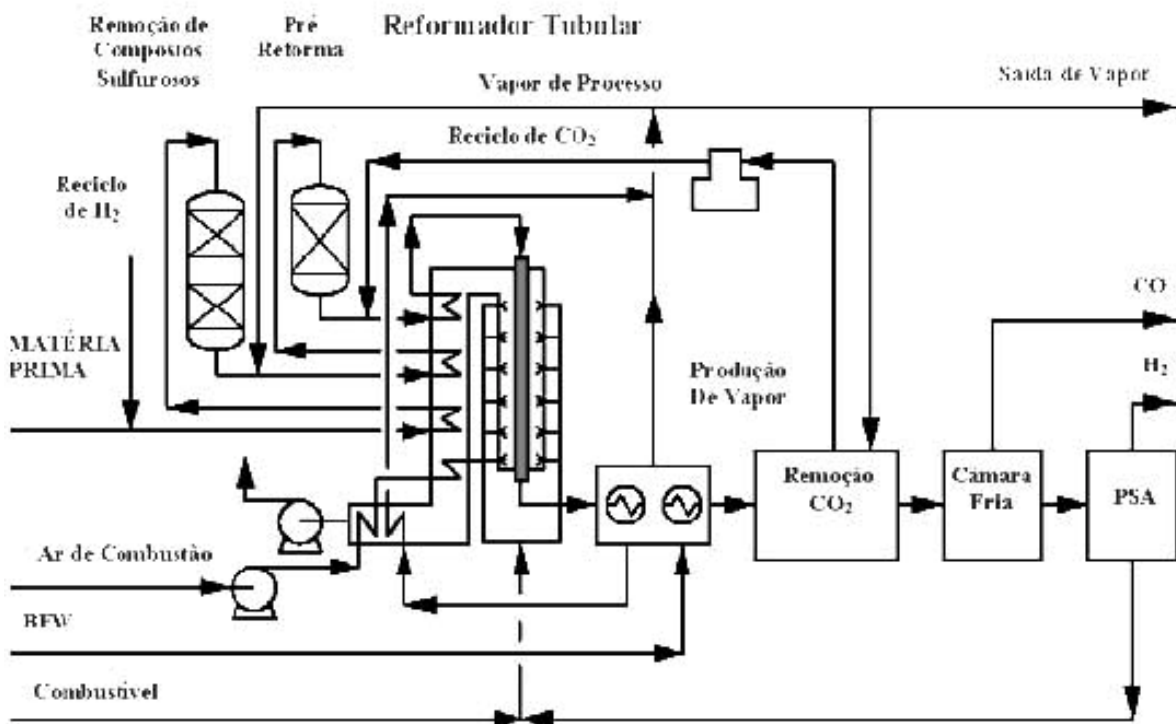 Remoção de
Compostos
Sulfurosos
Pré
Retorma
Reformador Tubular
Vapor de Processo
Saída de Vapor
Reciclo de CO₂
Reciclo
de H₂
MATÉRIA
PRIMA
CO
H₂
Produção
De Vapor
Remoção
CO₂
Câmara
Fria
PSA
Ar de Combustão
BFW
Combustível